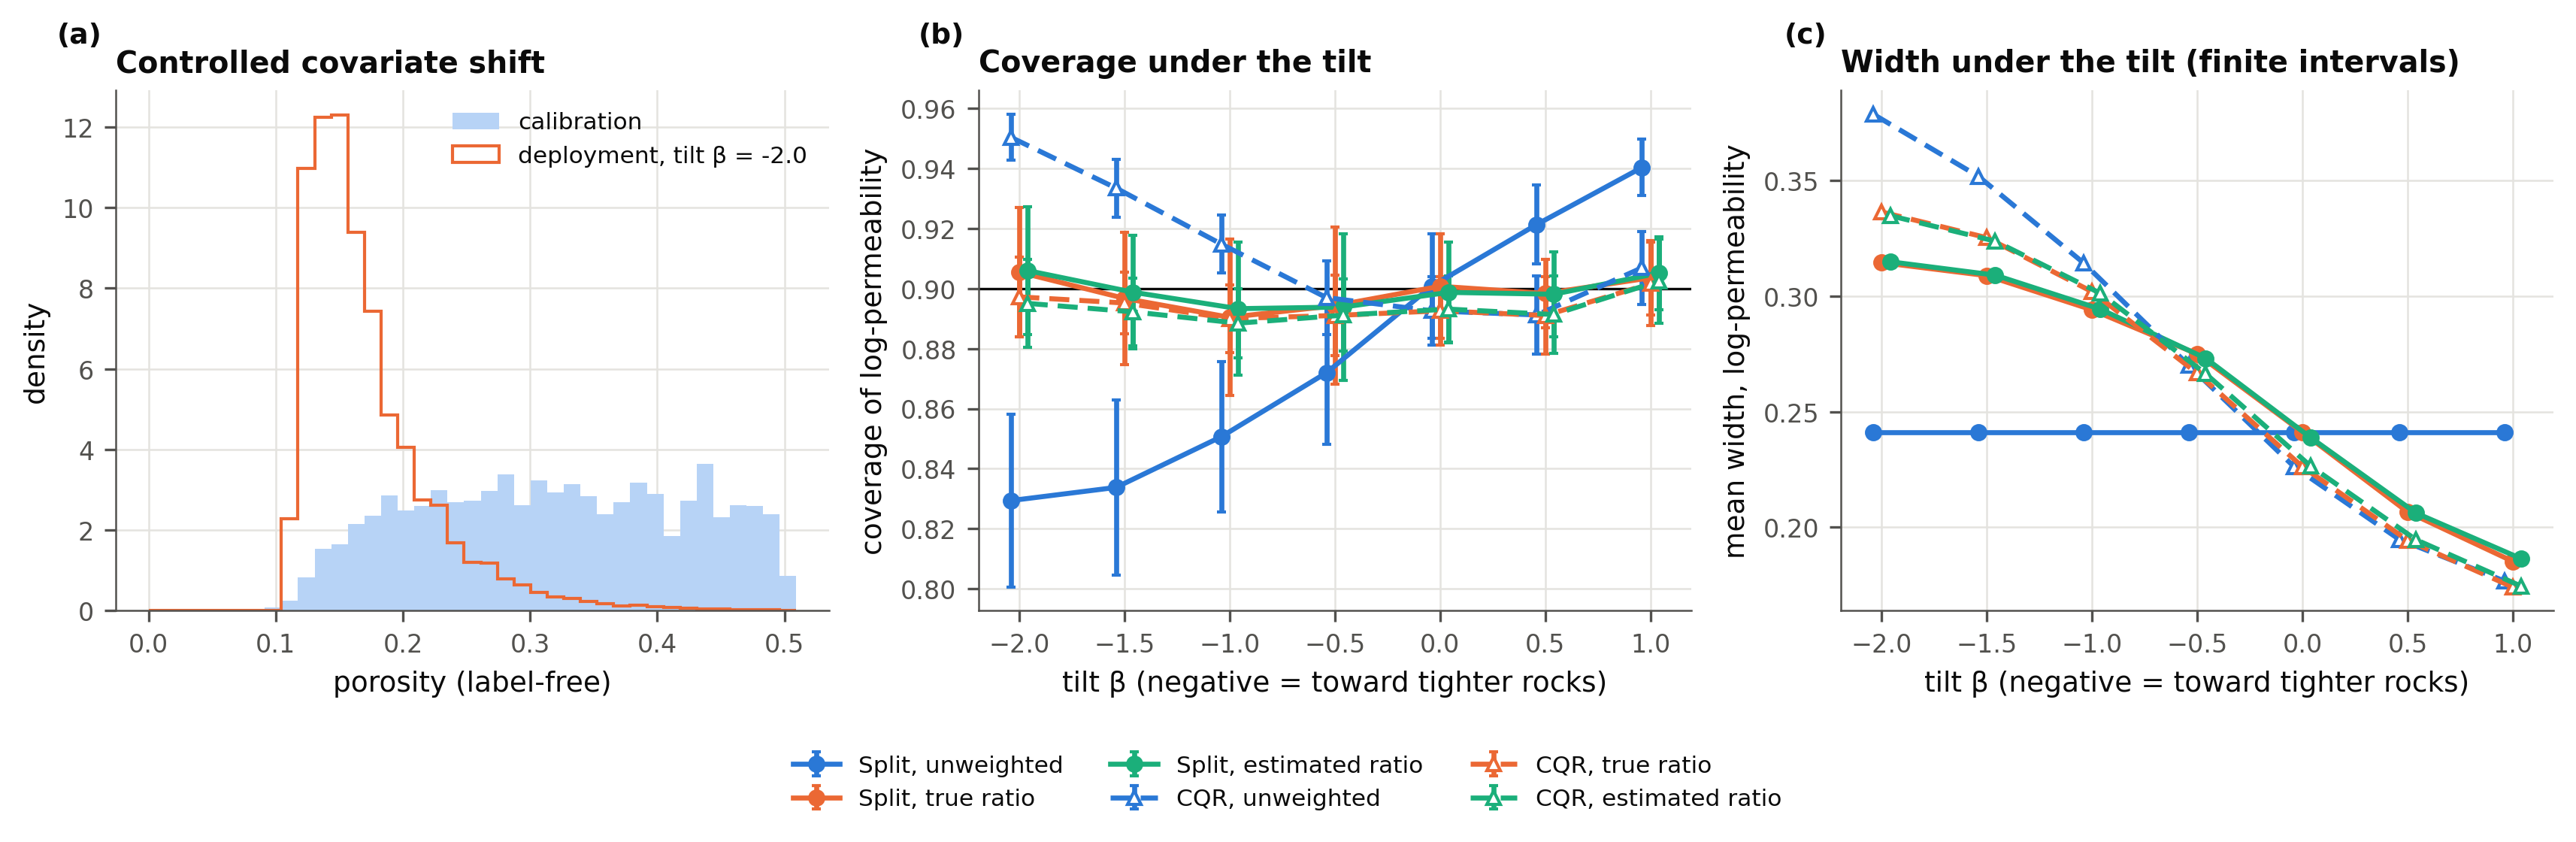 (a)
Controlled covariate shift
calibration
deployment, tilt β = -2.0
density
12
10
8
6
4
2
0
0.0 0.1 0.2 0.3 0.4 0.5
porosity (label-free)
(b)
Coverage under the tilt
coverage of log-permeability
0.96
0.94
0.92
0.90
0.88
0.86
0.84
0.82
0.80
−2.0 −1.5 −1.0 −0.5 0.0 0.5 1.0
tilt β (negative = toward tighter rocks)
(c)
Width under the tilt (finite intervals)
mean width, log-permeability
0.35
0.30
0.25
0.20
−2.0 −1.5 −1.0 −0.5 0.0 0.5 1.0
tilt β (negative = toward tighter rocks)
Split, unweighted
Split, true ratio
Split, estimated ratio
CQR, unweighted
CQR, true ratio
CQR, estimated ratio